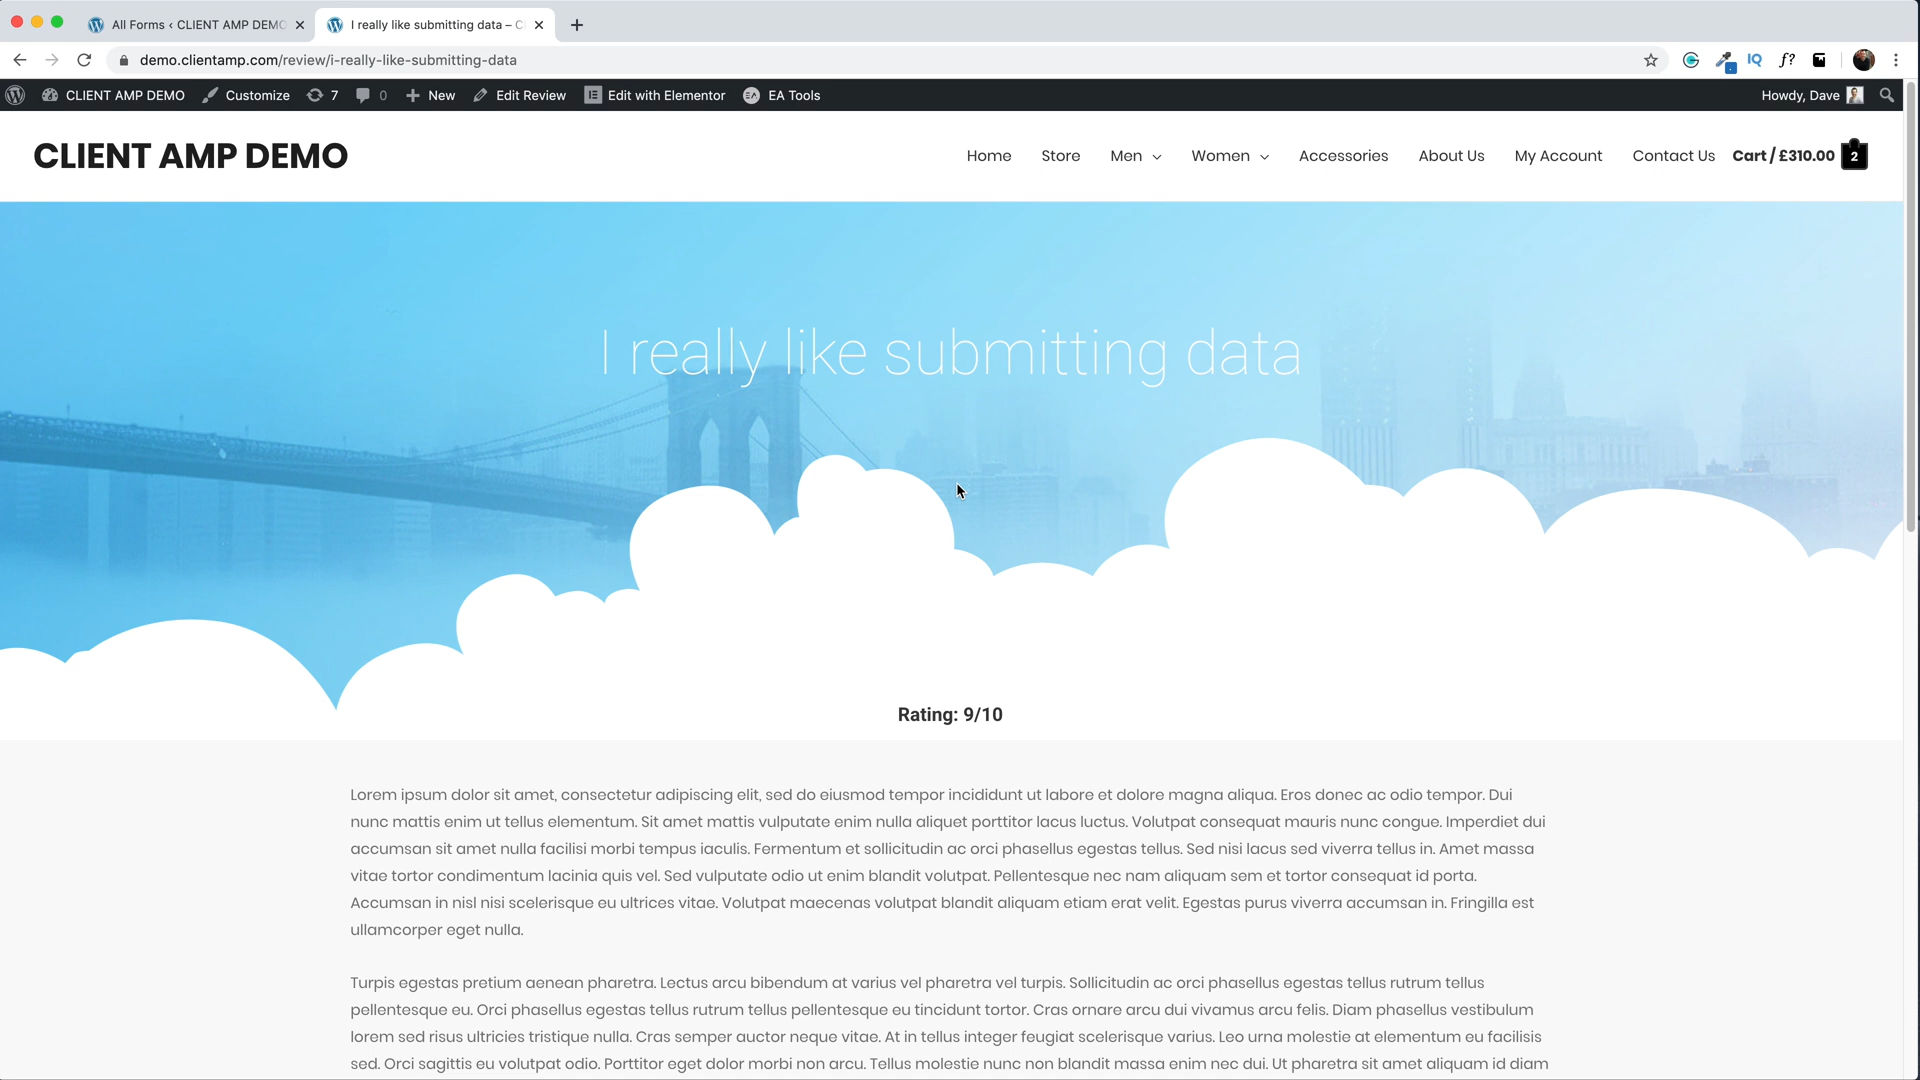 All Forms ‹ CLIENT AMP DEMO
I really like submitting data – C
demo.clientamp.com/review/i-really-like-submitting-data
IQ
f?
CLIENT AMP DEMO
Customize
7
0
New
Edit Review
Edit with Elementor
EA Tools
Howdy, Dave
CLIENT AMP DEMO
Home
Store
Men
Women
Accessories
About Us
My Account
Contact Us
Cart / £310.00
2
I really like submitting data
Rating: 9/10
Lorem ipsum dolor sit amet, consectetur adipiscing elit, sed do eiusmod tempor incididunt ut labore et dolore magna aliqua. Eros donec ac odio tempor. Dui
nunc mattis enim ut tellus elementum. Sit amet mattis vulputate enim nulla aliquet porttitor lacus luctus. Volutpat consequat mauris nunc congue. Imperdiet dui
accumsan sit amet nulla facilisi morbi tempus iaculis. Fermentum et sollicitudin ac orci phasellus egestas tellus. Sed nisi lacus sed viverra tellus in. Amet massa
vitae tortor condimentum lacinia quis vel. Sed vulputate odio ut enim blandit volutpat. Pellentesque nec nam aliquam sem et tortor consequat id porta.
Accumsan in nisl nisi scelerisque eu ultrices vitae. Volutpat maecenas volutpat blandit aliquam etiam erat velit. Egestas purus viverra accumsan in. Fringilla est
ullamcorper eget nulla.
Turpis egestas pretium aenean pharetra. Lectus arcu bibendum at varius vel pharetra vel turpis. Sollicitudin ac orci phasellus egestas tellus rutrum tellus
pellentesque eu. Orci phasellus egestas tellus rutrum tellus pellentesque eu tincidunt tortor. Cras ornare arcu dui vivamus arcu felis. Diam phasellus vestibulum
lorem sed risus ultricies tristique nulla. Cras semper auctor neque vitae. At in tellus integer feugiat scelerisque varius. Leo urna molestie at elementum eu facilisis
sed. Orci sagittis eu volutpat odio. Porttitor eget dolor morbi non arcu. Tellus molestie nunc non blandit massa enim nec dui. Ut pharetra sit amet aliquam id diam